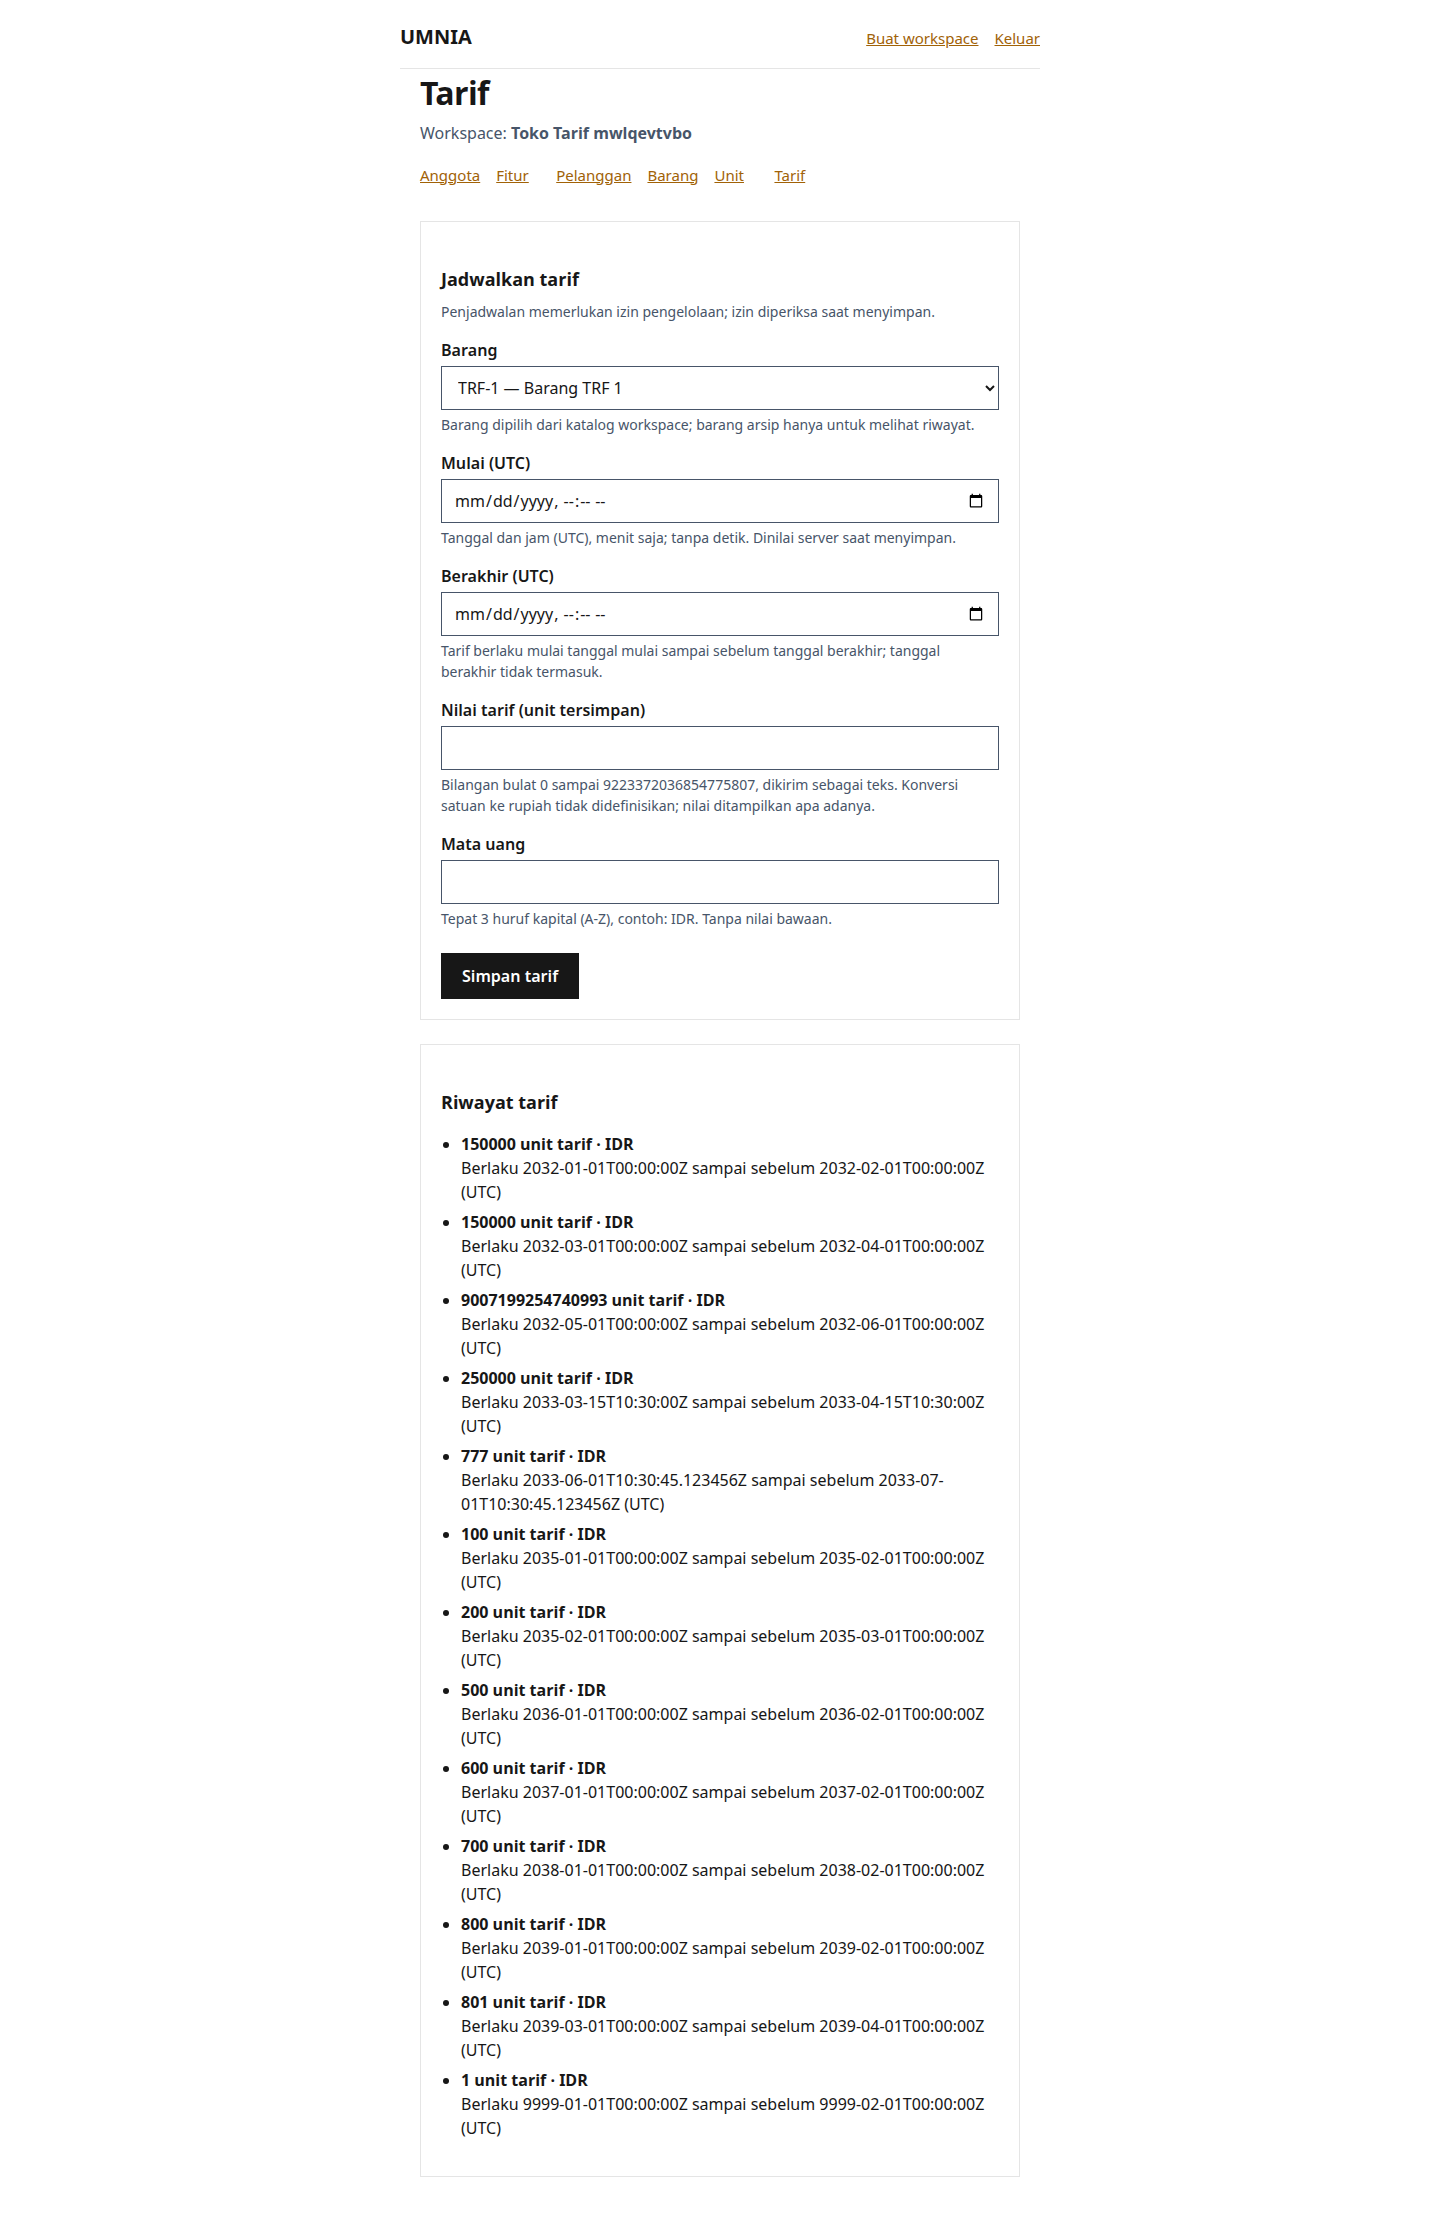 UMNIA
Buat workspace Keluar
Tarif
Workspace: Toko Tarif mwlqevtvbo
Anggota Fitur Pelanggan Barang Unit Tarif
Jadwalkan tarif
Penjadwalan memerlukan izin pengelolaan; izin diperiksa saat menyimpan.
Barang
TRF-1 — Barang TRF 1
Barang dipilih dari katalog workspace; barang arsip hanya untuk melihat riwayat.
Mulai (UTC)
mm/dd/yyyy, --:-- --
Tanggal dan jam (UTC), menit saja; tanpa detik. Dinilai server saat menyimpan.
Berakhir (UTC)
mm/dd/yyyy, --:-- --
Tarif berlaku mulai tanggal mulai sampai sebelum tanggal berakhir; tanggal
berakhir tidak termasuk.
Nilai tarif (unit tersimpan)
Bilangan bulat 0 sampai 9223372036854775807, dikirim sebagai teks. Konversi
satuan ke rupiah tidak didefinisikan; nilai ditampilkan apa adanya.
Mata uang
Tepat 3 huruf kapital (A-Z), contoh: IDR. Tanpa nilai bawaan.
Simpan tarif
Riwayat tarif
• 150000 unit tarif · IDR
Berlaku 2032-01-01T00:00:00Z sampai sebelum 2032-02-01T00:00:00Z
(UTC)
• 150000 unit tarif · IDR
Berlaku 2032-03-01T00:00:00Z sampai sebelum 2032-04-01T00:00:00Z
(UTC)
• 9007199254740993 unit tarif · IDR
Berlaku 2032-05-01T00:00:00Z sampai sebelum 2032-06-01T00:00:00Z
(UTC)
• 250000 unit tarif · IDR
Berlaku 2033-03-15T10:30:00Z sampai sebelum 2033-04-15T10:30:00Z
(UTC)
• 777 unit tarif · IDR
Berlaku 2033-06-01T10:30:45.123456Z sampai sebelum 2033-07-
01T10:30:45.123456Z (UTC)
• 100 unit tarif · IDR
Berlaku 2035-01-01T00:00:00Z sampai sebelum 2035-02-01T00:00:00Z
(UTC)
• 200 unit tarif · IDR
Berlaku 2035-02-01T00:00:00Z sampai sebelum 2035-03-01T00:00:00Z
(UTC)
• 500 unit tarif · IDR
Berlaku 2036-01-01T00:00:00Z sampai sebelum 2036-02-01T00:00:00Z
(UTC)
• 600 unit tarif · IDR
Berlaku 2037-01-01T00:00:00Z sampai sebelum 2037-02-01T00:00:00Z
(UTC)
• 700 unit tarif · IDR
Berlaku 2038-01-01T00:00:00Z sampai sebelum 2038-02-01T00:00:00Z
(UTC)
• 800 unit tarif · IDR
Berlaku 2039-01-01T00:00:00Z sampai sebelum 2039-02-01T00:00:00Z
(UTC)
• 801 unit tarif · IDR
Berlaku 2039-03-01T00:00:00Z sampai sebelum 2039-04-01T00:00:00Z
(UTC)
• 1 unit tarif · IDR
Berlaku 9999-01-01T00:00:00Z sampai sebelum 9999-02-01T00:00:00Z
(UTC)